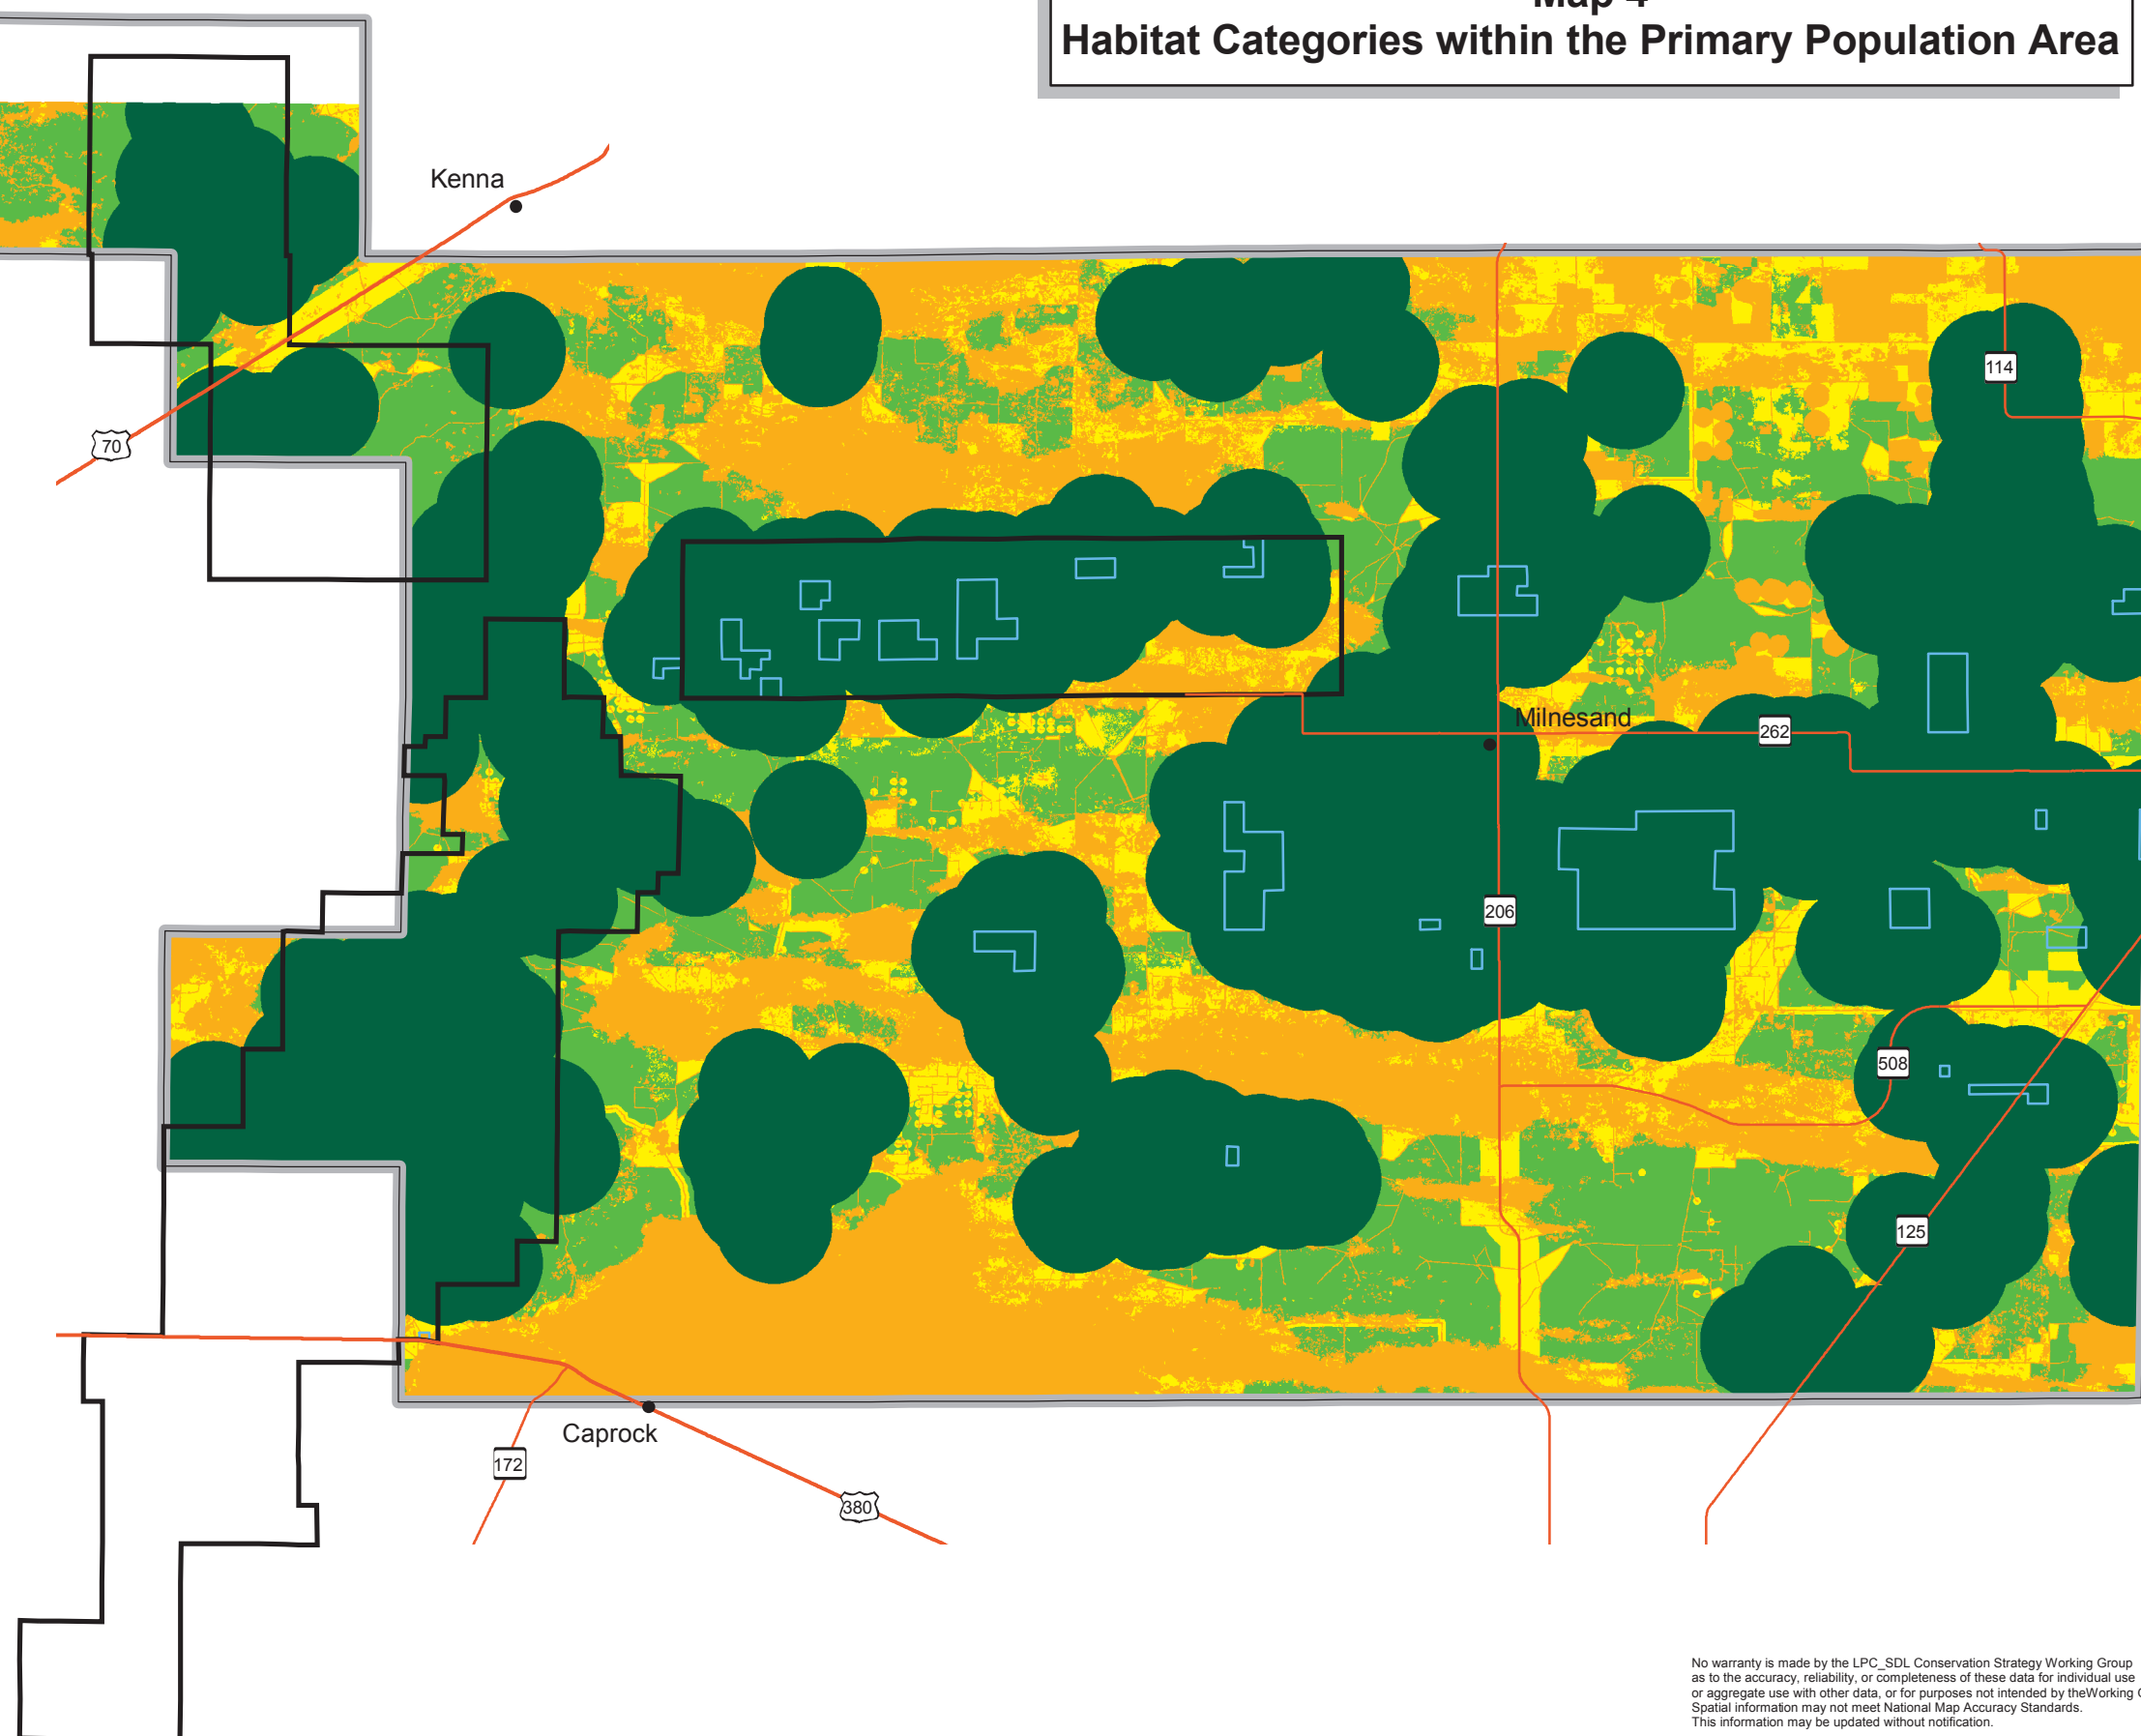 Map 4
Habitat Categories within the Primary Population Area
Kenna
114
70
Milnesand
262
206
508
125
Caprock
172
380
No warranty is made by the LPC_SDL Conservation Strategy Working Group
as to the accuracy, reliability, or completeness of these data for individual use
or aggregate use with other data, or for purposes not intended by theWorking
Spatial information may not meet National Map Accuracy Standards.
This information may be updated without notification.